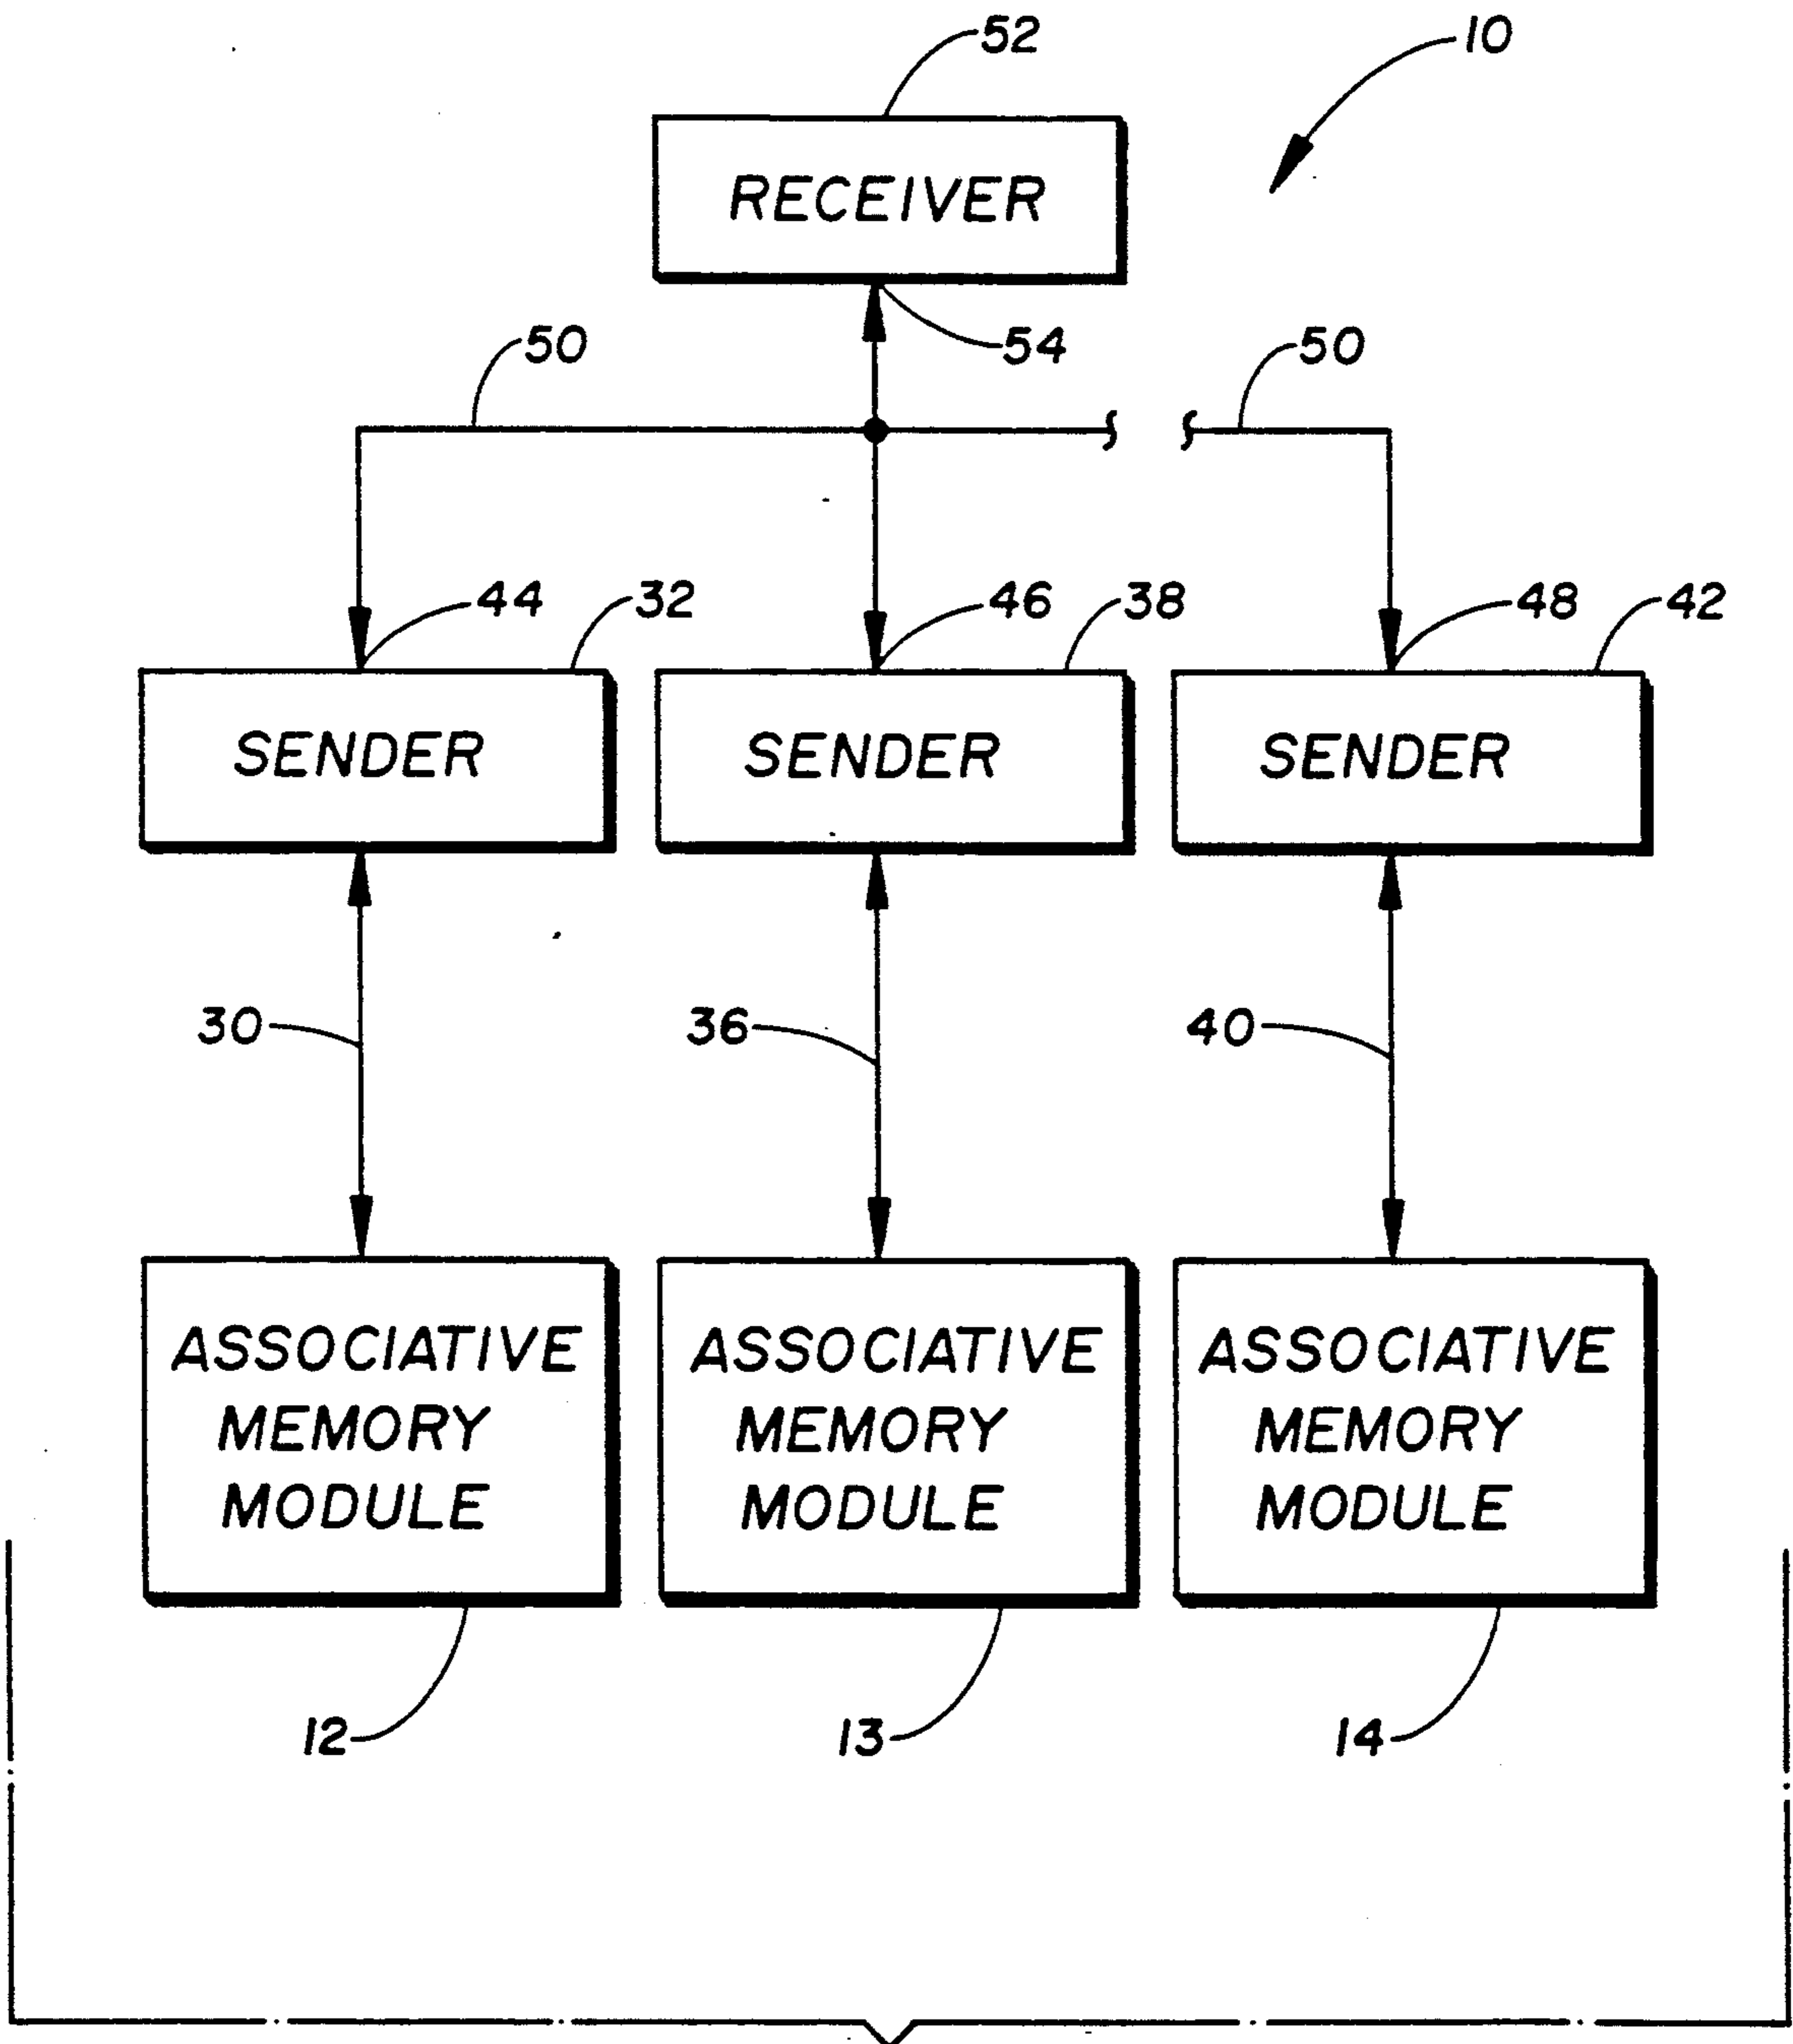 52
10
RECEIVER
50
54
50
44
32
46
38
48
42
SENDER
SENDER
SENDER
30
36
40
ASSOCIATIVE
MEMORY
MODULE
ASSOCIATIVE
MEMORY
MODULE
ASSOCIATIVE
MEMORY
MODULE
12
13
14